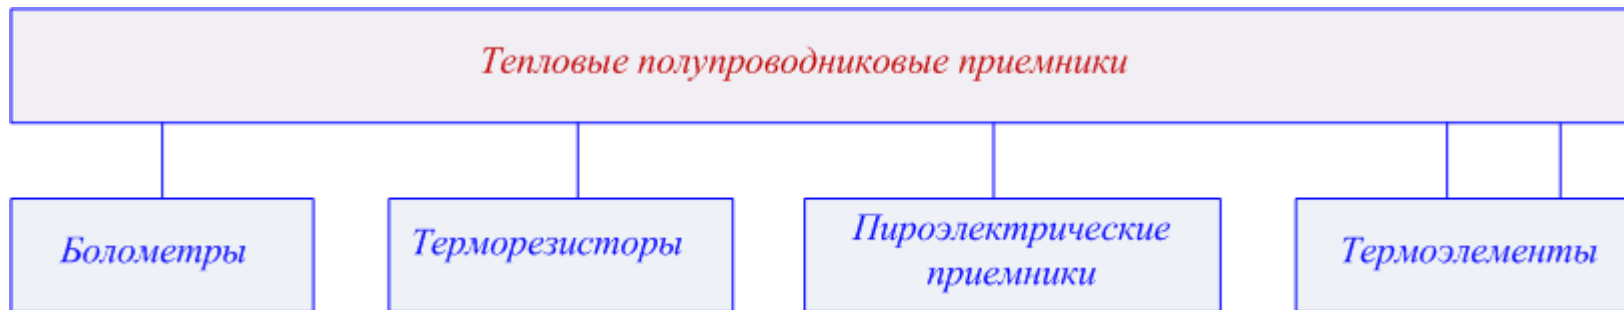 Тепловые полупроводниковые приемники
Болометры
Терморезисторы
Пироэлектрические
приемники
Термоэлементы